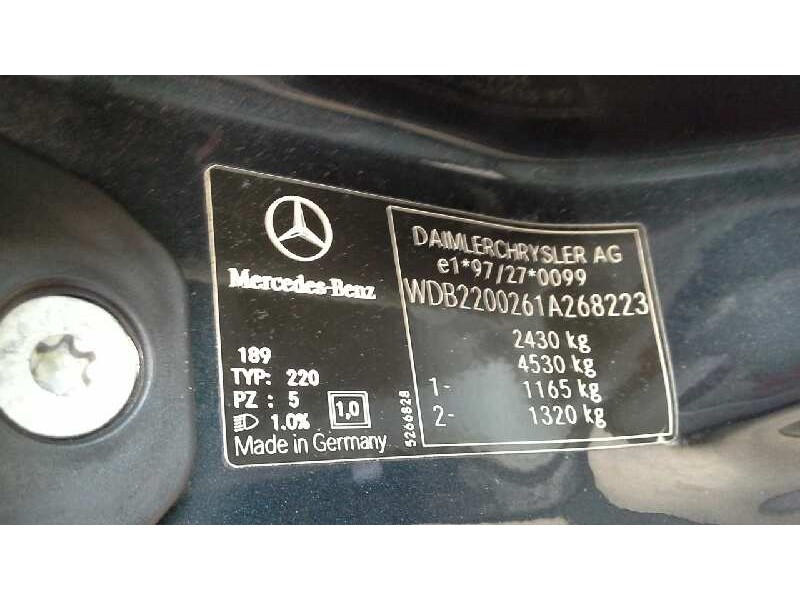 Mercedes-Benz
189
TYP: 220
PZ : 5
1.0%
1,0
Made in Germany
5266828
DAIMLERCHRYSLER AG
e1*97/27*0099
WDB2200261A268223
2430 kg
4530 kg
1- 1165 kg
2- 1320 kg